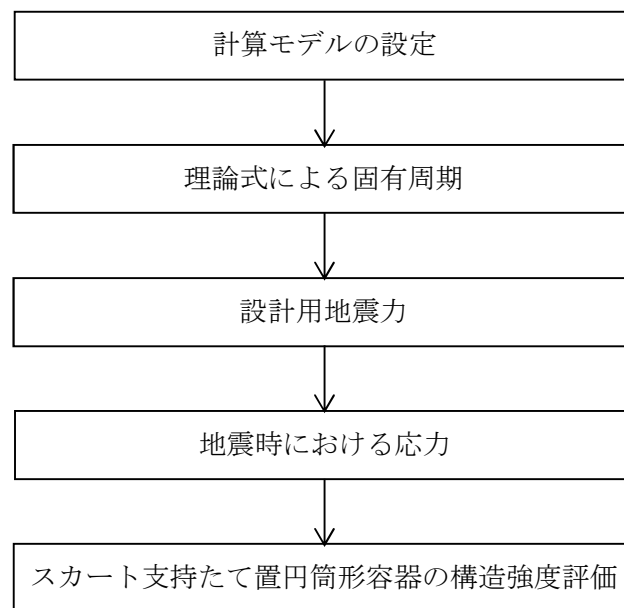 計算モデルの設定
理論式による固有周期
設計用地震力
地震時における応力
スカート支持たて置円筒形容器の構造強度評価